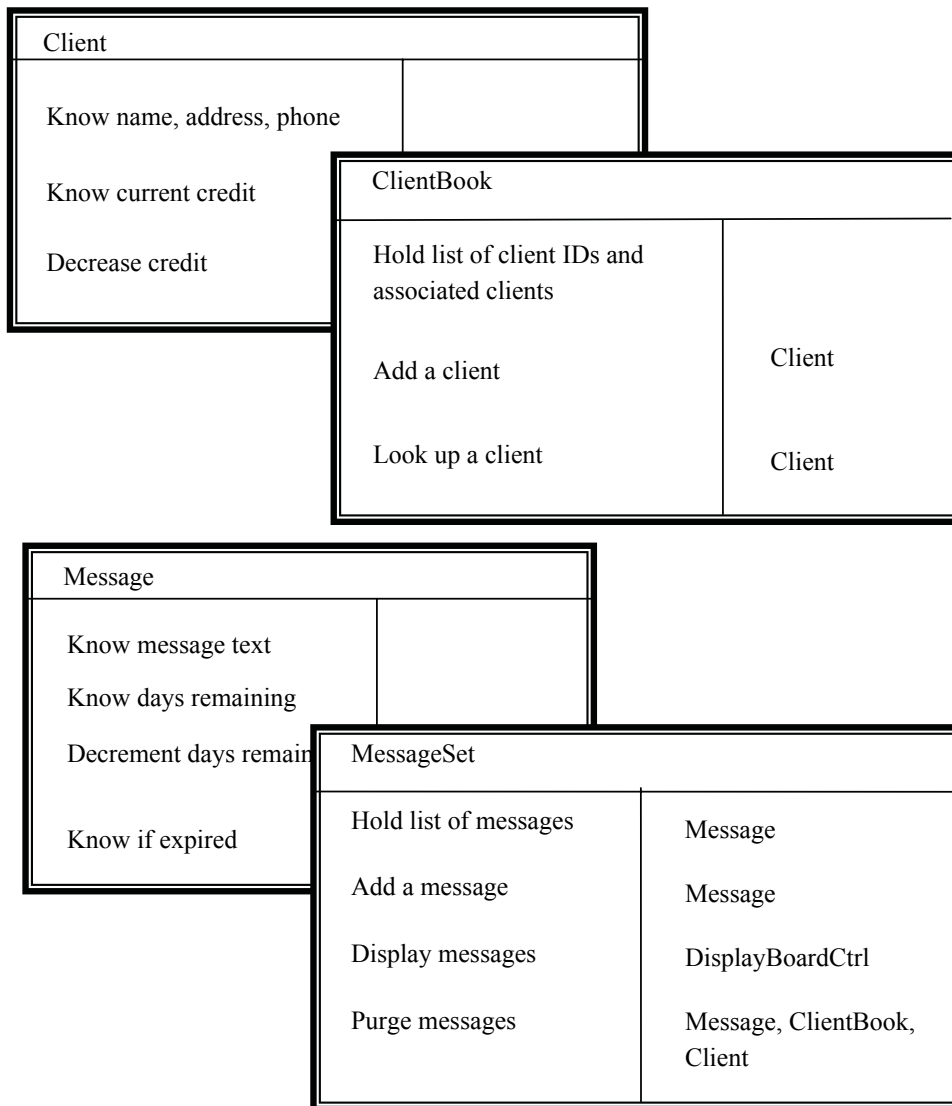 Client
Know name, address, phone
Know current credit
Decrease credit
ClientBook
Hold list of client IDs and
associated clients
Add a client
Client
Look up a client
Client
Message
Know message text
Know days remaining
Decrement days remain
Know if expired
MessageSet
Hold list of messages
Message
Add a message
Message
Display messages
DisplayBoardCtrl
Purge messages
Message, ClientBook,
Client